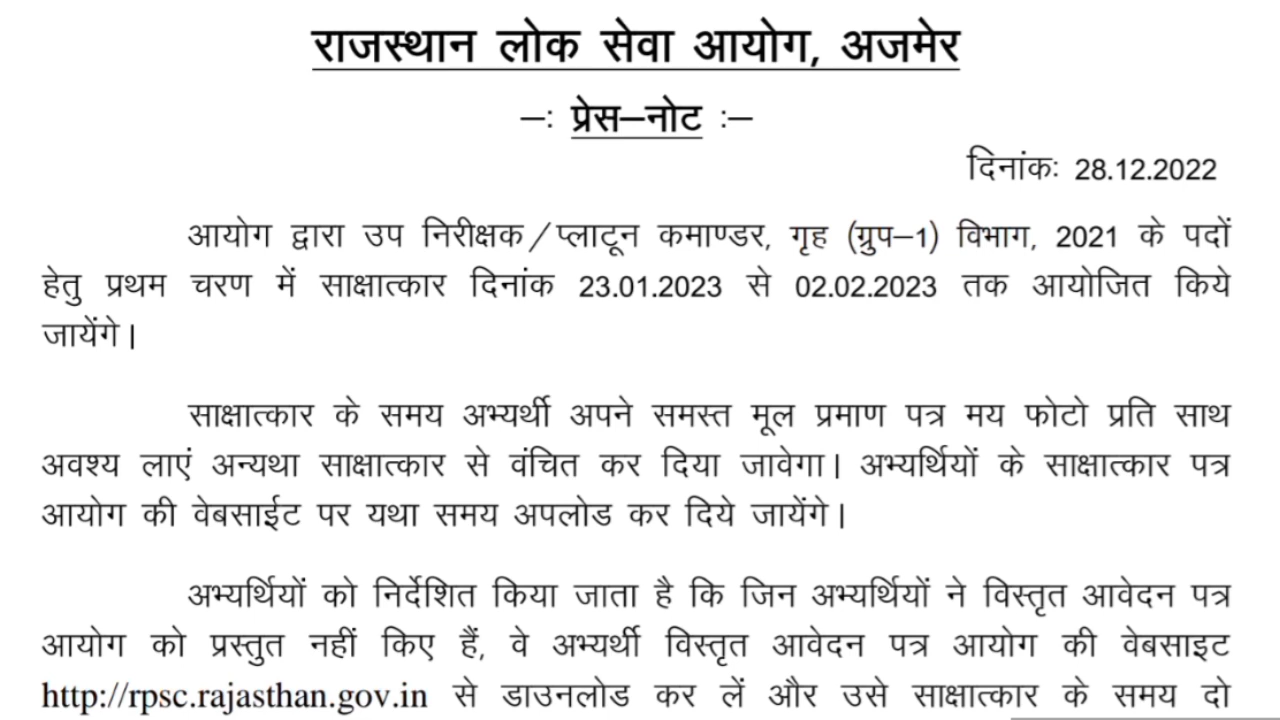 राजस्थान लोक सेवा आयोग, अजमेर
–: प्रेस–नोट :–
दिनांकः 28.12.2022
आयोग द्वारा उप निरीक्षक/प्लाटून कमाण्डर, गृह (ग्रुप–1) विभाग, 2021 के पदों
हेतु प्रथम चरण में साक्षात्कार दिनांक 23.01.2023 से 02.02.2023 तक आयोजित किये
जायेंगे।
साक्षात्कार के समय अभ्यर्थी अपने समस्त मूल प्रमाण पत्र मय फोटो प्रति साथ
अवश्य लाएं अन्यथा साक्षात्कार से वंचित कर दिया जावेगा। अभ्यर्थियों के साक्षात्कार पत्र
आयोग की वेबसाईट पर यथा समय अपलोड कर दिये जायेंगे।
अभ्यर्थियों को निर्देशित किया जाता है कि जिन अभ्यर्थियों ने विस्तृत आवेदन पत्र
आयोग को प्रस्तुत नहीं किए हैं, वे अभ्यर्थी विस्तृत आवेदन पत्र आयोग की वेबसाइट
http://rpsc.rajasthan.gov.in से डाउनलोड कर लें और उसे साक्षात्कार के समय दो